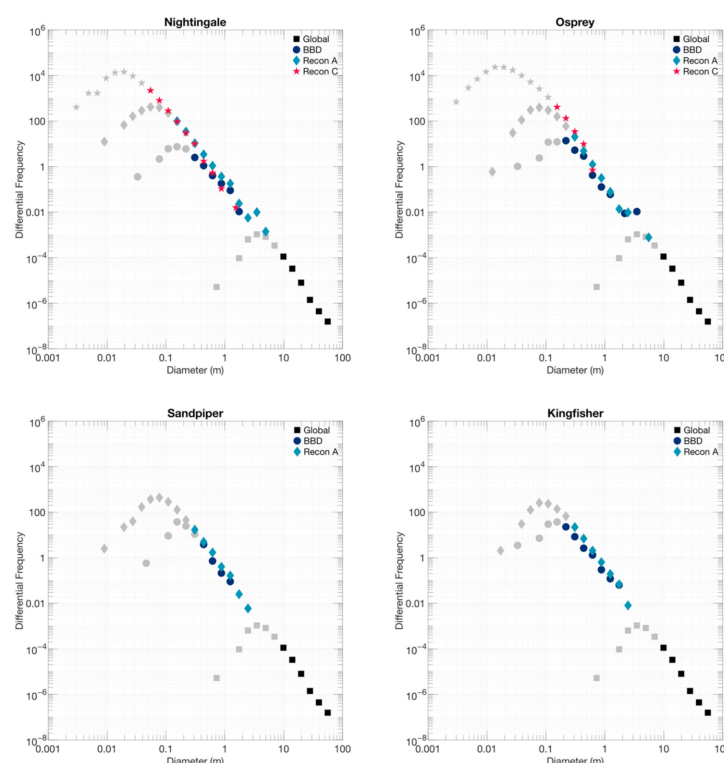 Nightingale
Global
BBD
Recon A
Recon C
10^6
10^4
100
1
0.01
10^-4
10^-6
10^-8
Differential Frequency
0.001
0.01
0.1
1
10
100
Diameter (m)
Osprey
Global
BBD
Recon A
Recon C
10^6
10^4
100
1
0.01
10^-4
10^-6
10^-8
Differential Frequency
0.001
0.01
0.1
1
10
Diameter (m)
Sandpiper
Global
BBD
Recon A
10^6
10^4
100
1
0.01
10^-4
10^-6
10^-8
Differential Frequency
0.001
0.01
0.1
1
10
100
Diameter (m)
Kingfisher
Global
BBD
Recon A
10^6
10^4
100
1
0.01
10^-4
10^-6
10^-8
Differential Frequency
0.001
0.01
0.1
1
10
Diameter (m)